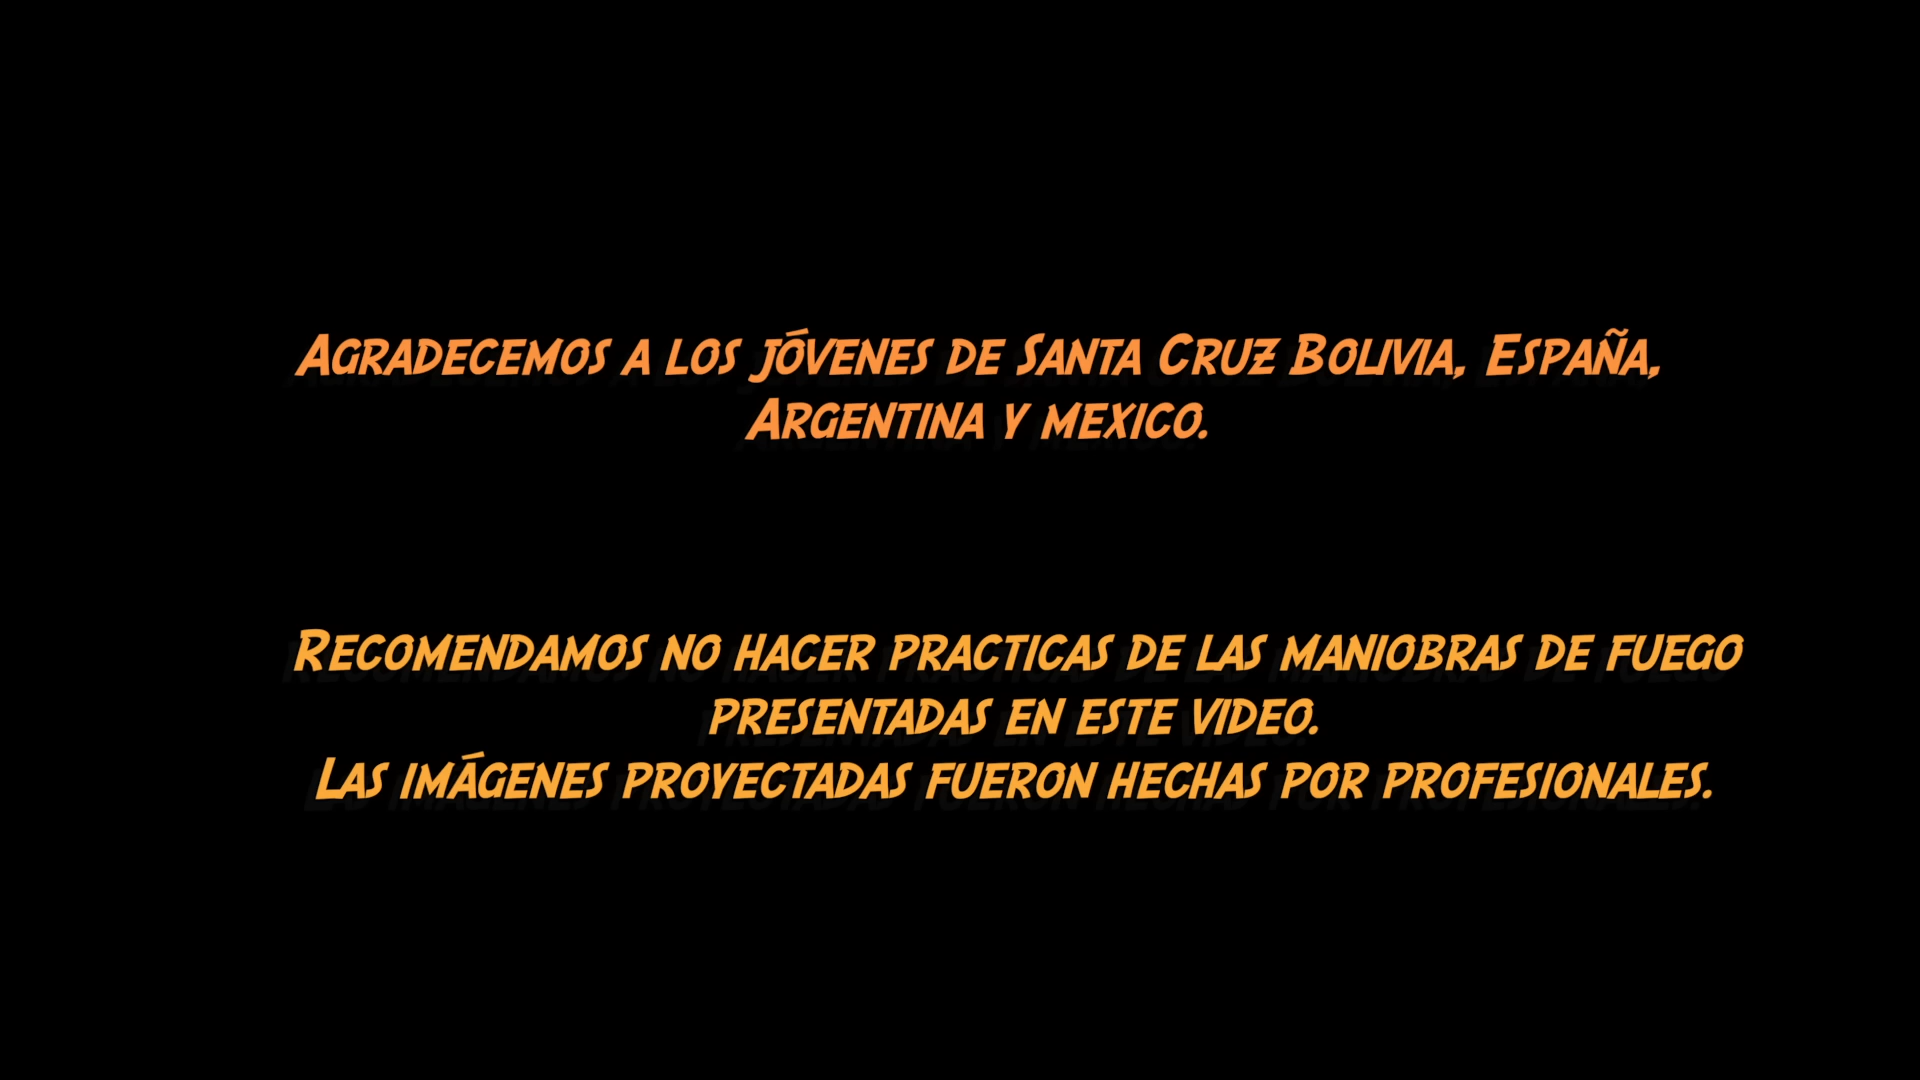 Agradecemos a los jóvenes de Santa Cruz Bolivia, España,
Argentina y mexico.
Recomendamos no hacer practicas de las maniobras de fuego
presentadas en este video.
Las imágenes proyectadas fueron hechas por profesionales.